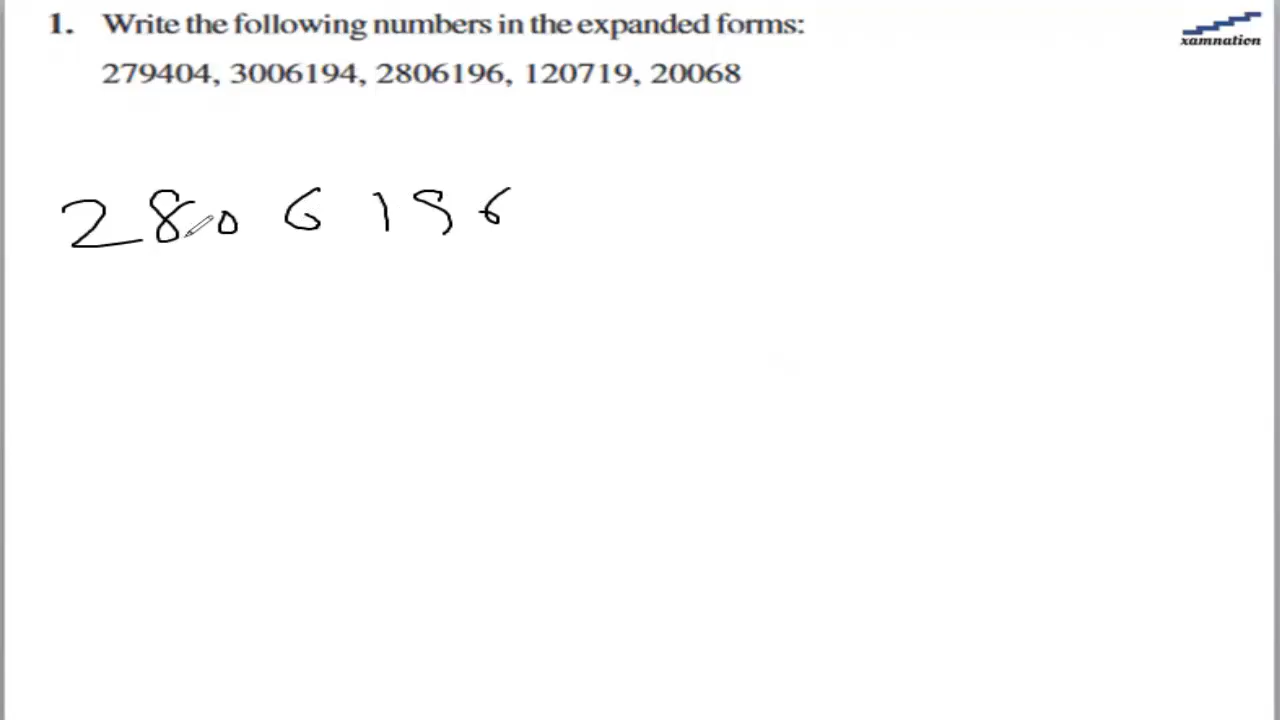 1. Write the following numbers in the expanded forms:
xamnation
279404, 3006194, 2806196, 120719, 20068
2806196